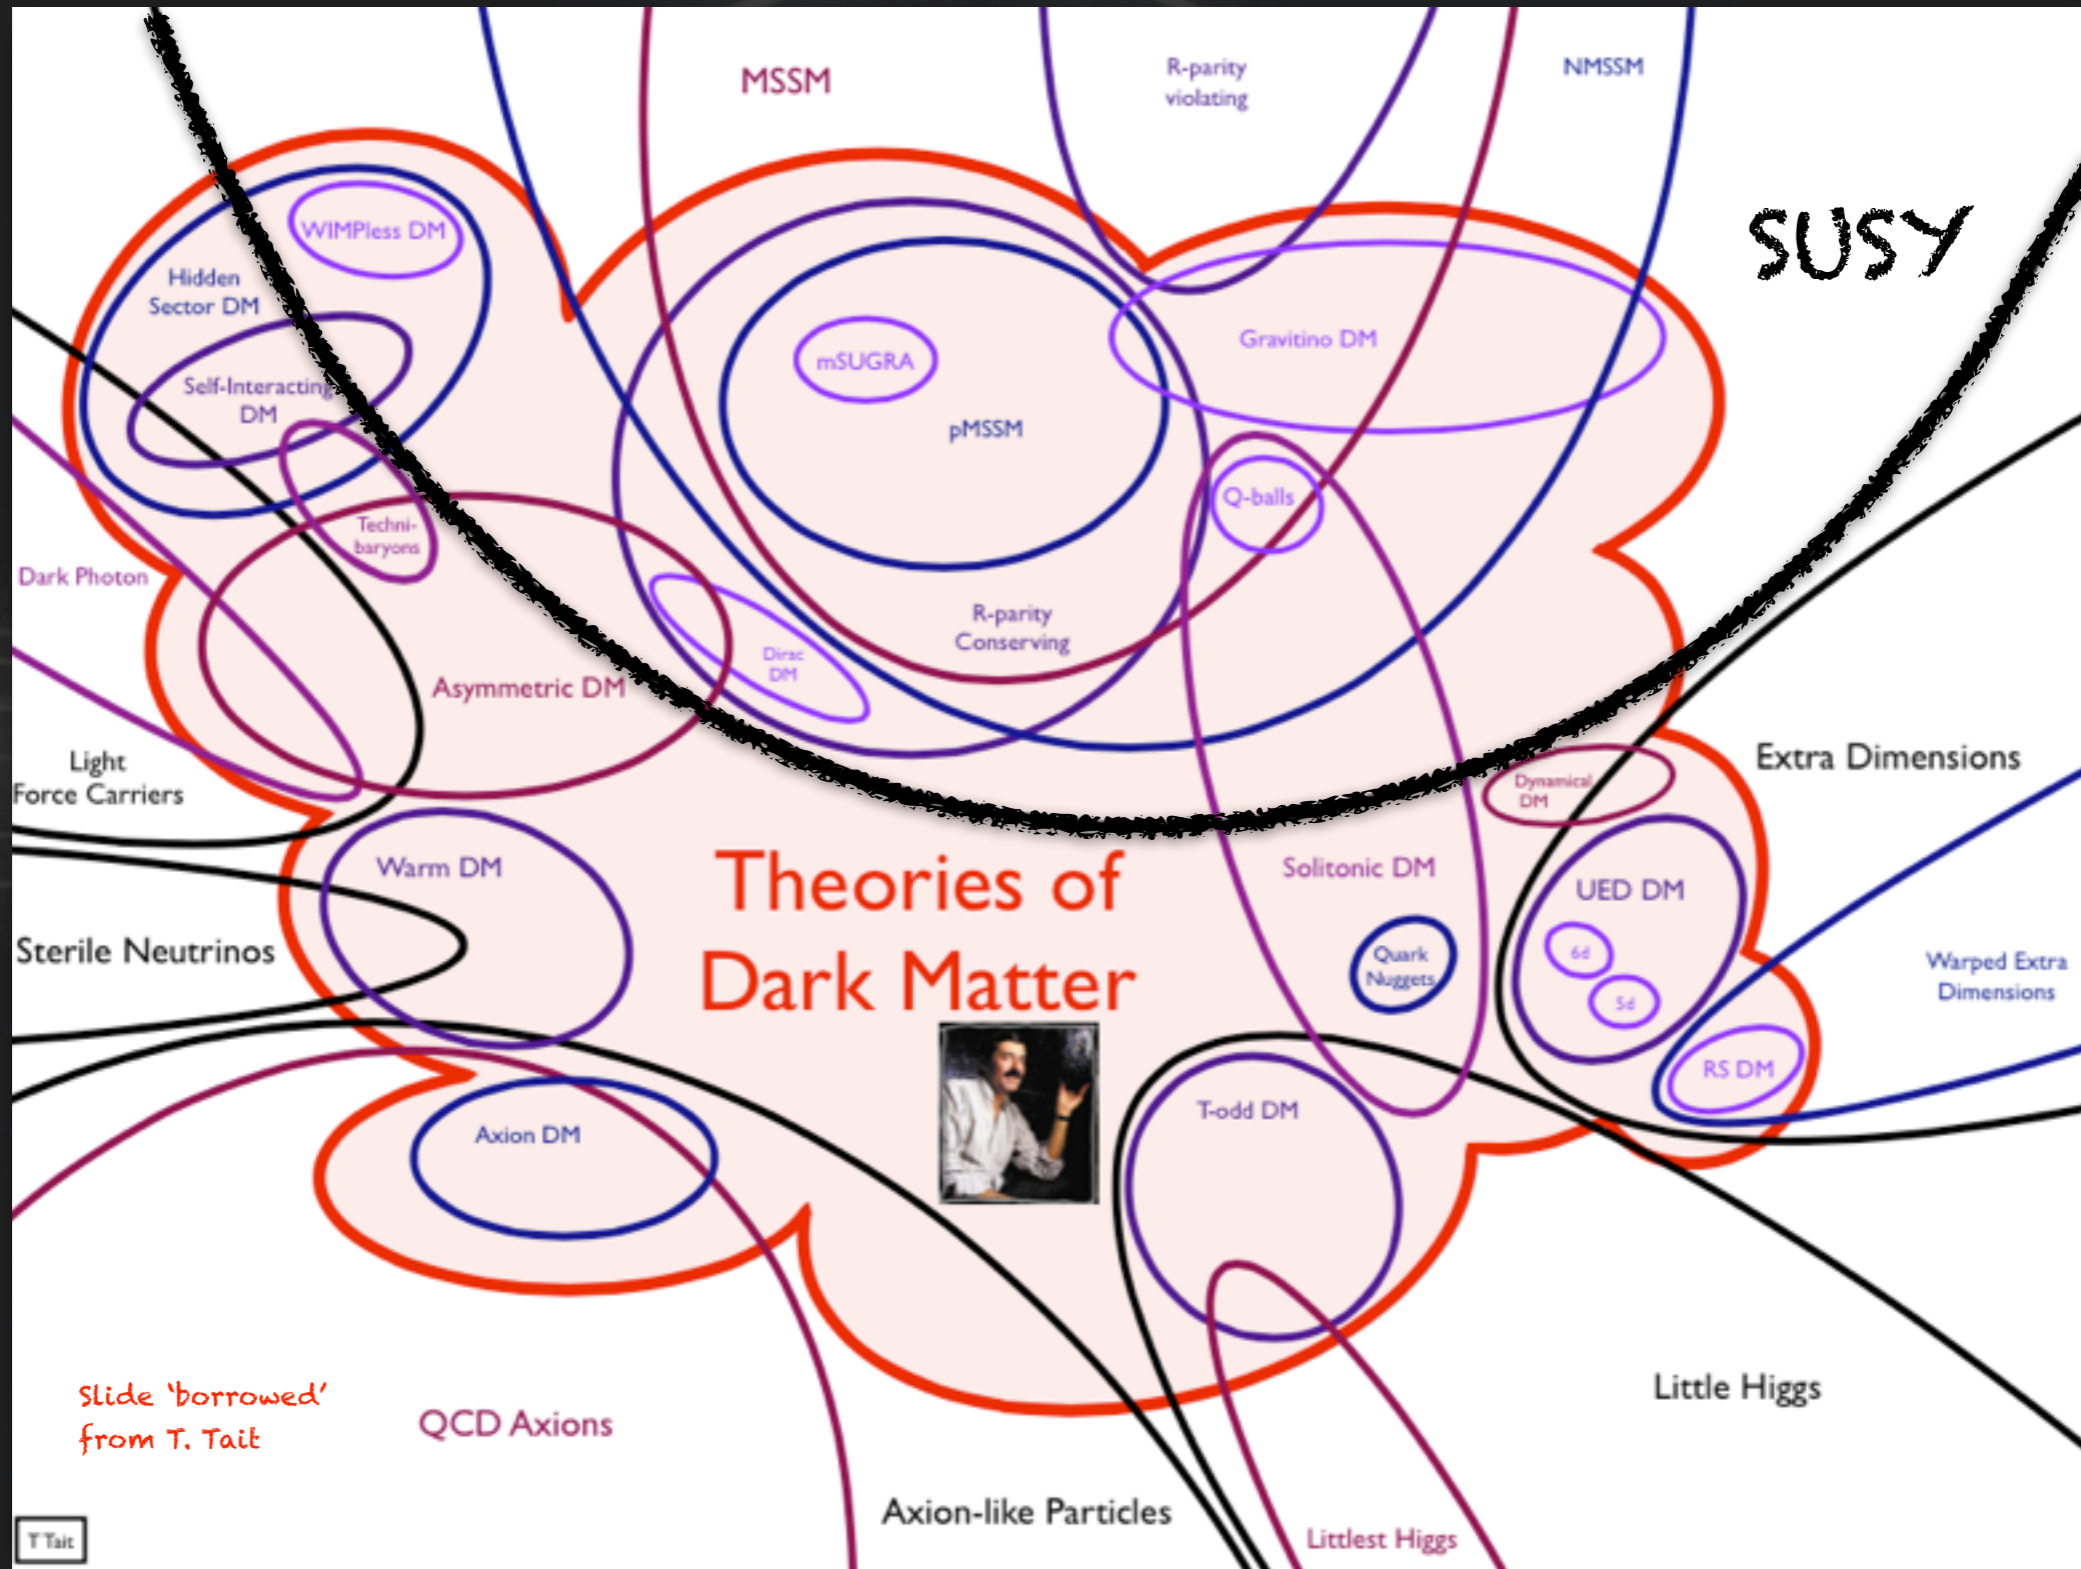 MSSM
R-parity
violating
NMSSM
SUSY
WIMPless DM
Hidden
Sector DM
Self-Interacting
DM
mSUGRA
pMSSM
Gravitino DM
Q-balls
Techni-
baryons
Dark Photon
R-parity
Conserving
Dirac
DM
Asymmetric DM
Light
Force Carriers
Extra Dimensions
Dynamical
DM
Warm DM
Theories of
Dark Matter
Solitonic DM
UED DM
6d
5d
Quark
Nuggets
Sterile Neutrinos
Warped Extra
Dimensions
RS DM
T-odd DM
Axion DM
Little Higgs
Slide ‘borrowed’
from T. Tait
QCD Axions
Axion-like Particles
Littlest Higgs
T Tait